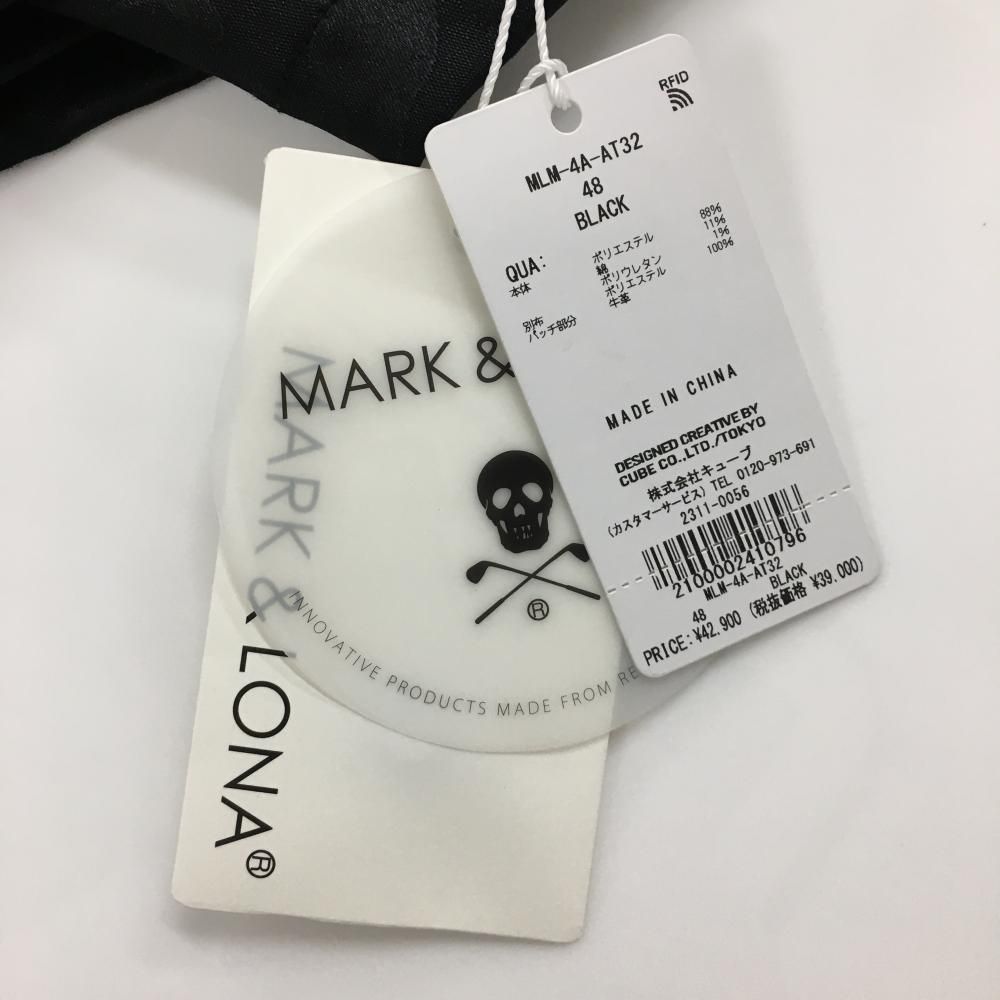 RFID
MLM-4A-AT32
48
BLACK
QUA:
本体 ポリエステル 88%
綿 11%
ポリウレタン 1%
別布 ポリエステル 100%
パッチ部分 牛革
MADE IN CHINA
DESIGNED CREATIVE BY
CUBE CO.,LTD./TOKYO
株式会社キューブ
(カスタマーサービス) TEL 0120-973-691
2311-0056
2100002410796
MLM-4A-AT32
48 BLACK
PRICE:¥42,900 (税抜価格 ¥39,000)
MARK &
®
INNOVATIVE PRODUCTS MADE FROM RE
MARK & LONA®